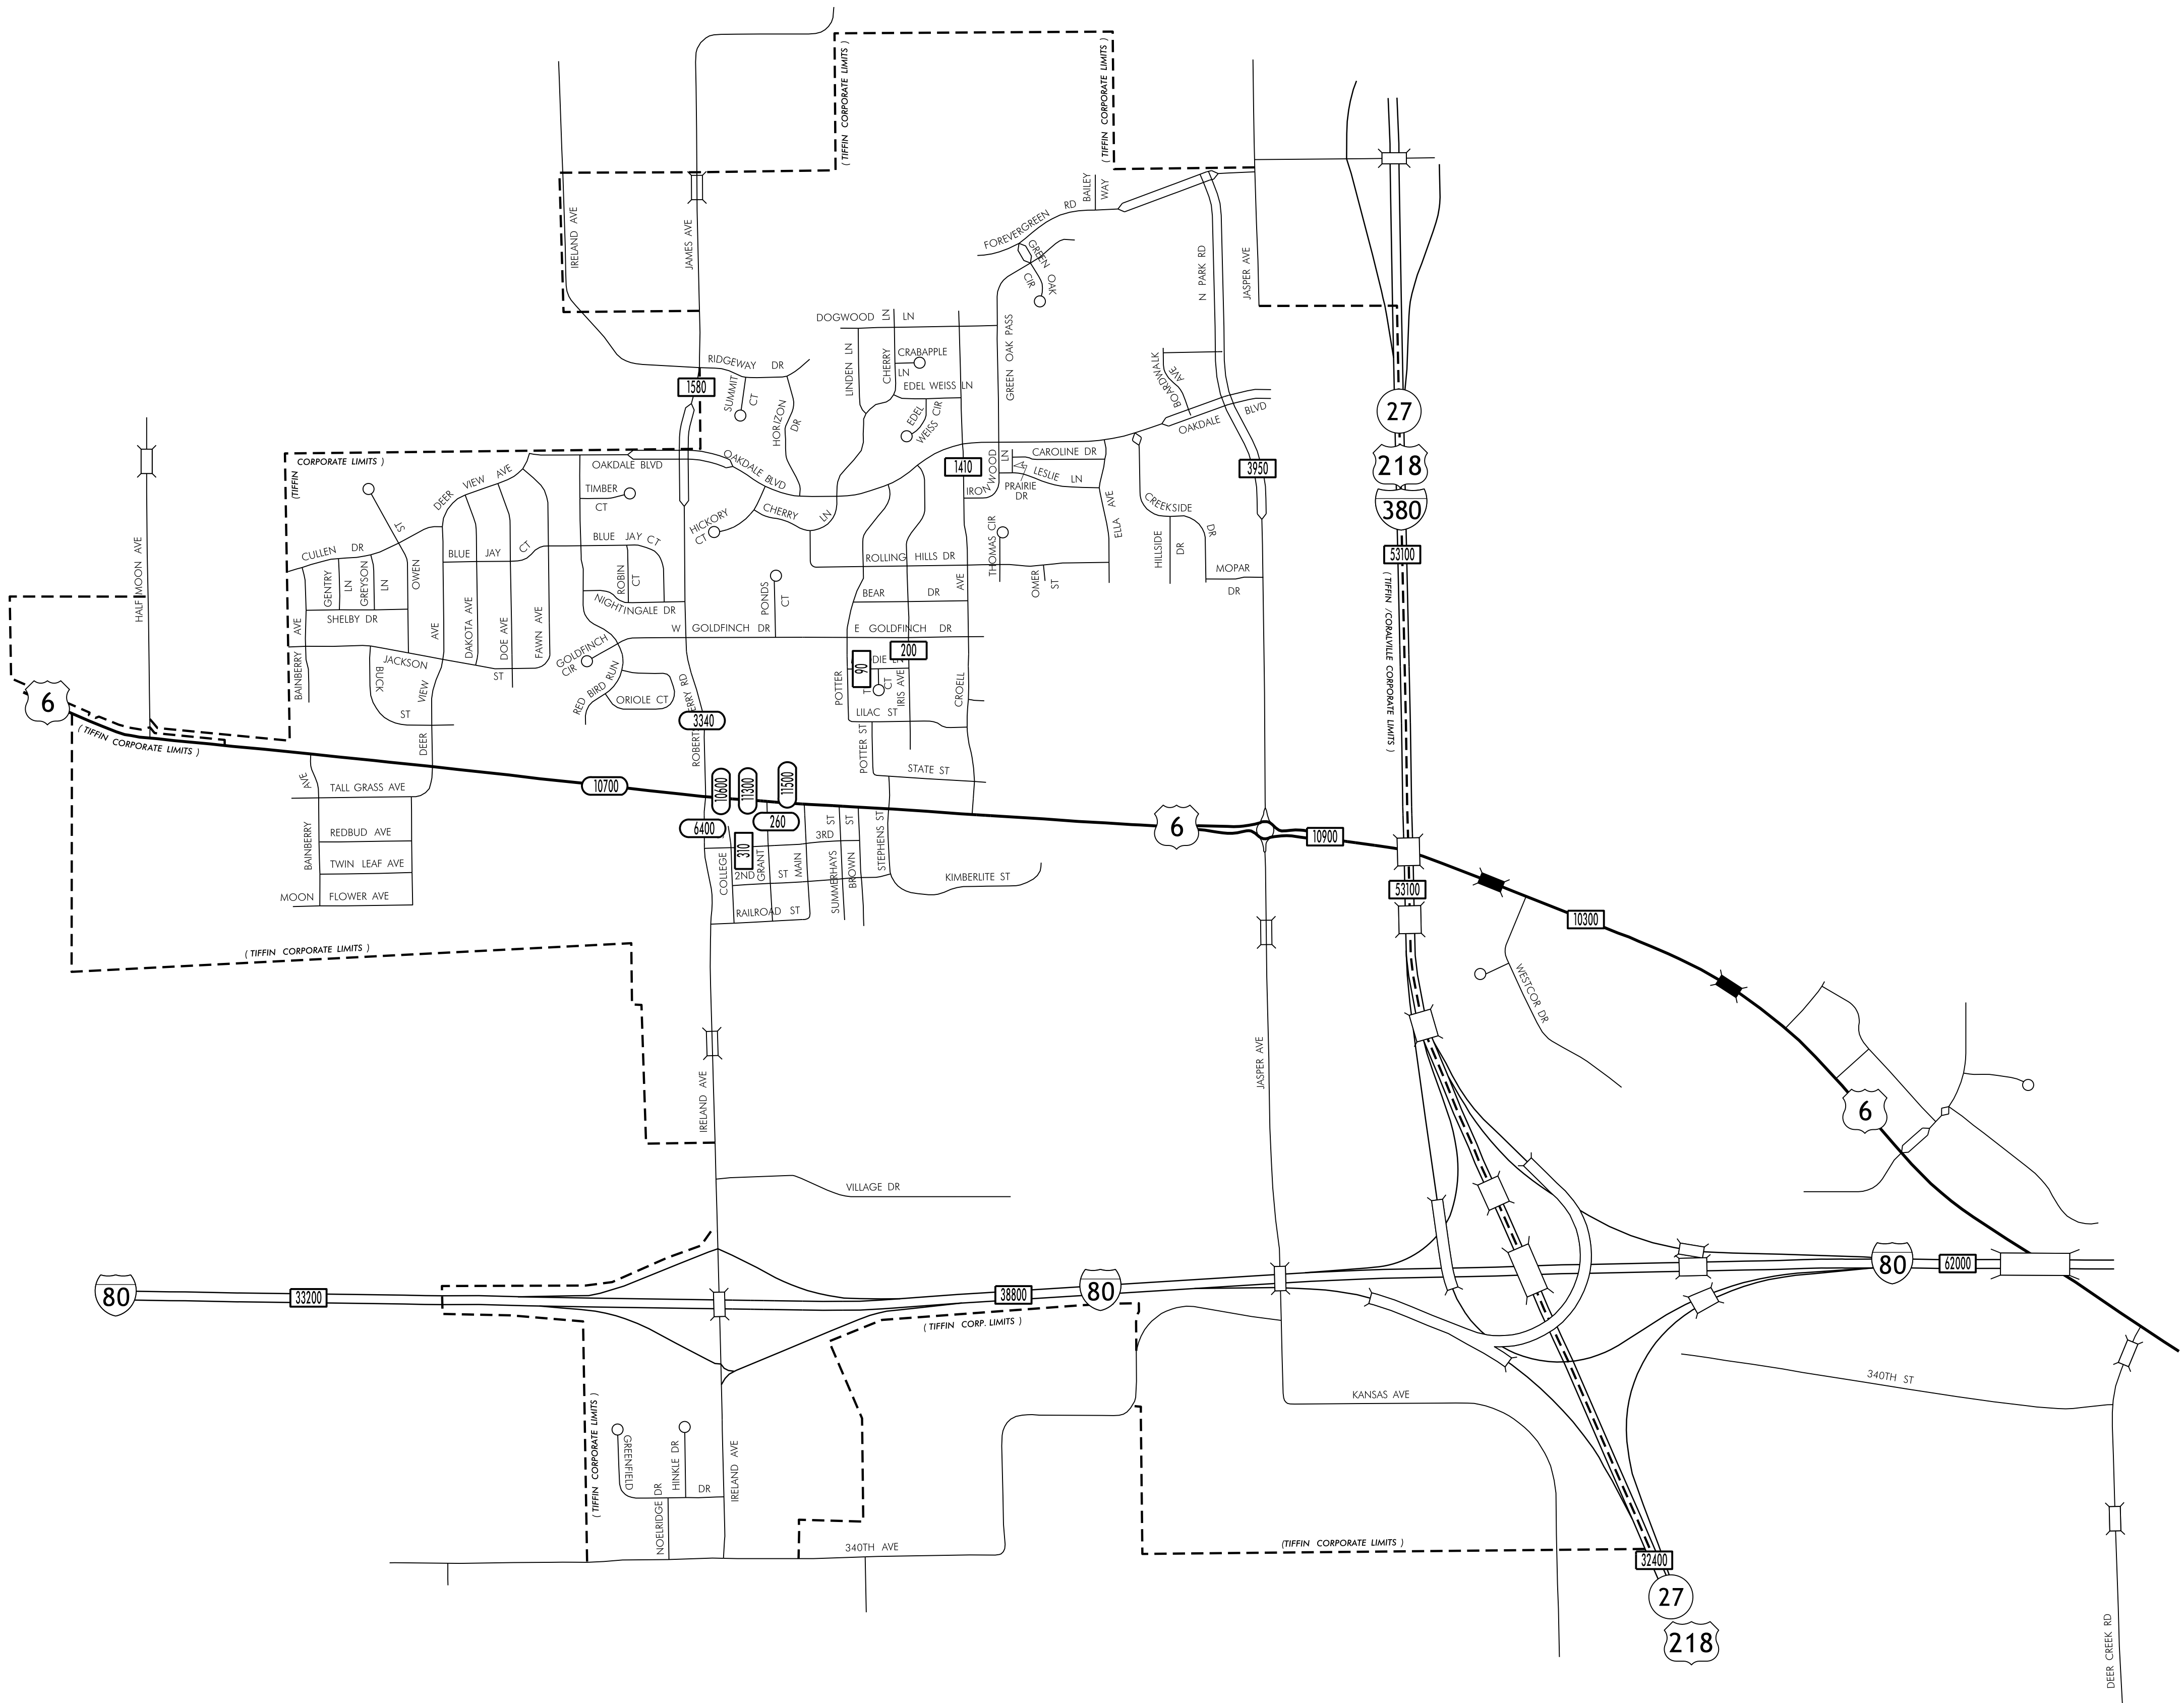 ( TIFFIN CORPORATE LIMITS )
( TIFFIN CORPORATE LIMITS )
IRELAND AVE
JAMES AVE
BAILEY WAY
FOREVERGREEN RD
GREEN OAK CIR
N PARK RD
JASPER AVE
DOGWOOD LN
CHERRY LN
LINDEN LN
CRABAPPLE LN
EDEL WEISS LN
EDEL WEISS CIR
GREEN OAK PASS
BOARDWALK AVE
OAKDALE BLVD
RIDGEWAY DR
1580
SUMMIT CT
HORIZON DR
27
218
380
53100
( TIFFIN /CORALVILLE CORPORATE LIMITS )
(TIFFIN CORPORATE LIMITS )
OAKDALE BLVD
OAKDALE BLVD
DEER VIEW AVE
TIMBER CT
HICKORY CT
CHERRY LN
1410
IRONWOOD LN
CAROLINE DR
LESLIE LN
PRAIRIE DR
ELLA AVE
3950
CREEKSIDE DR
HILLSIDE DR
MOPAR DR
HALF MOON AVE
CULLEN DR
OWEN ST
GENTRY LN
GREYSON LN
SHELBY DR
BLUE JAY CT
BLUE JAY CT
ROBIN CT
NIGHTINGALE DR
DAKOTA AVE
DOE AVE
FAWN AVE
PONDS CT
ROLLING HILLS DR
THOMAS CIR
OMER ST
BEAR DR
W GOLDFINCH DR
E GOLDFINCH DR
GOLDFINCH CIR
RED BIRD RUN
ORIOLE CT
BAINBERRY AVE
JACKSON ST
BUCK ST
DEER VIEW AVE
200
90
CT
IRIS AVE
POTTER
CROELL AVE
LILAC ST
POTTER ST
STATE ST
ROBERT
ERY RD
3340
6
( TIFFIN CORPORATE LIMITS )
10700
10600
11300
11500
6400
260
310
BAINBERRY AVE
TALL GRASS AVE
REDBUD AVE
TWIN LEAF AVE
MOON FLOWER AVE
COLLEGE
GRANT
MAIN
3RD ST
2ND ST
SUMMERHAYS
BROWN ST
STEPHENS ST
RAILROAD ST
KIMBERLITE ST
6
10900
53100
10300
WESTCOR DR
6
( TIFFIN CORPORATE LIMITS )
IRELAND AVE
JASPER AVE
VILLAGE DR
80
33200
38800
80
80
62000
( TIFFIN CORP. LIMITS )
KANSAS AVE
340TH ST
( TIFFIN CORPORATE LIMITS )
GREENFIELD DR
HINKLE DR
NOELRIDGE DR
IRELAND AVE
340TH AVE
(TIFFIN CORPORATE LIMITS )
32400
27
218
DEER CREEK RD